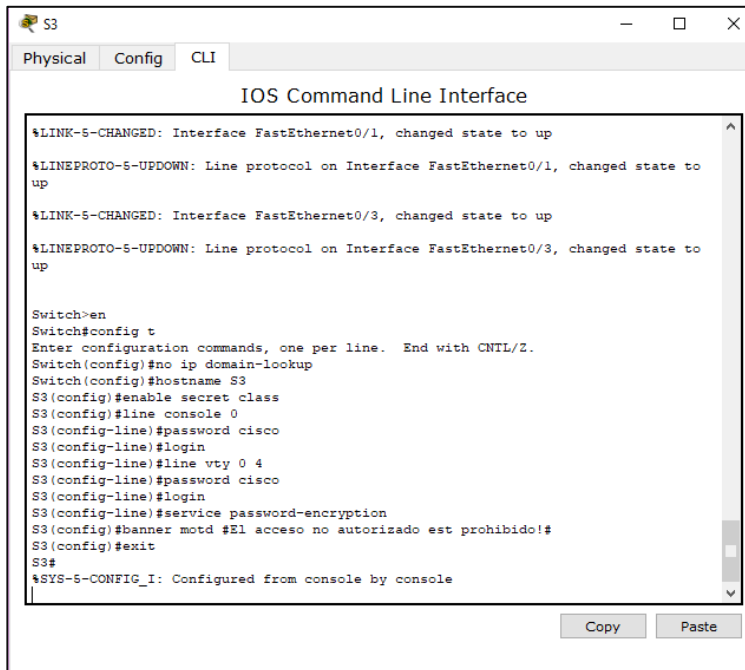 S3
Physical Config CLI
IOS Command Line Interface
%LINK-5-CHANGED: Interface FastEthernet0/1, changed state to up
%LINEPROTO-5-UPDOWN: Line protocol on Interface FastEthernet0/1, changed state to
up
%LINK-5-CHANGED: Interface FastEthernet0/3, changed state to up
%LINEPROTO-5-UPDOWN: Line protocol on Interface FastEthernet0/3, changed state to
up
Switch>en
Switch#config t
Enter configuration commands, one per line.  End with CNTL/Z.
Switch(config)#no ip domain-lookup
Switch(config)#hostname S3
S3(config)#enable secret class
S3(config)#line console 0
S3(config-line)#password cisco
S3(config-line)#login
S3(config-line)#line vty 0 4
S3(config-line)#password cisco
S3(config-line)#login
S3(config-line)#service password-encryption
S3(config)#banner motd #El acceso no autorizado est prohibido!#
S3(config)#exit
S3#
%SYS-5-CONFIG_I: Configured from console by console
Copy Paste